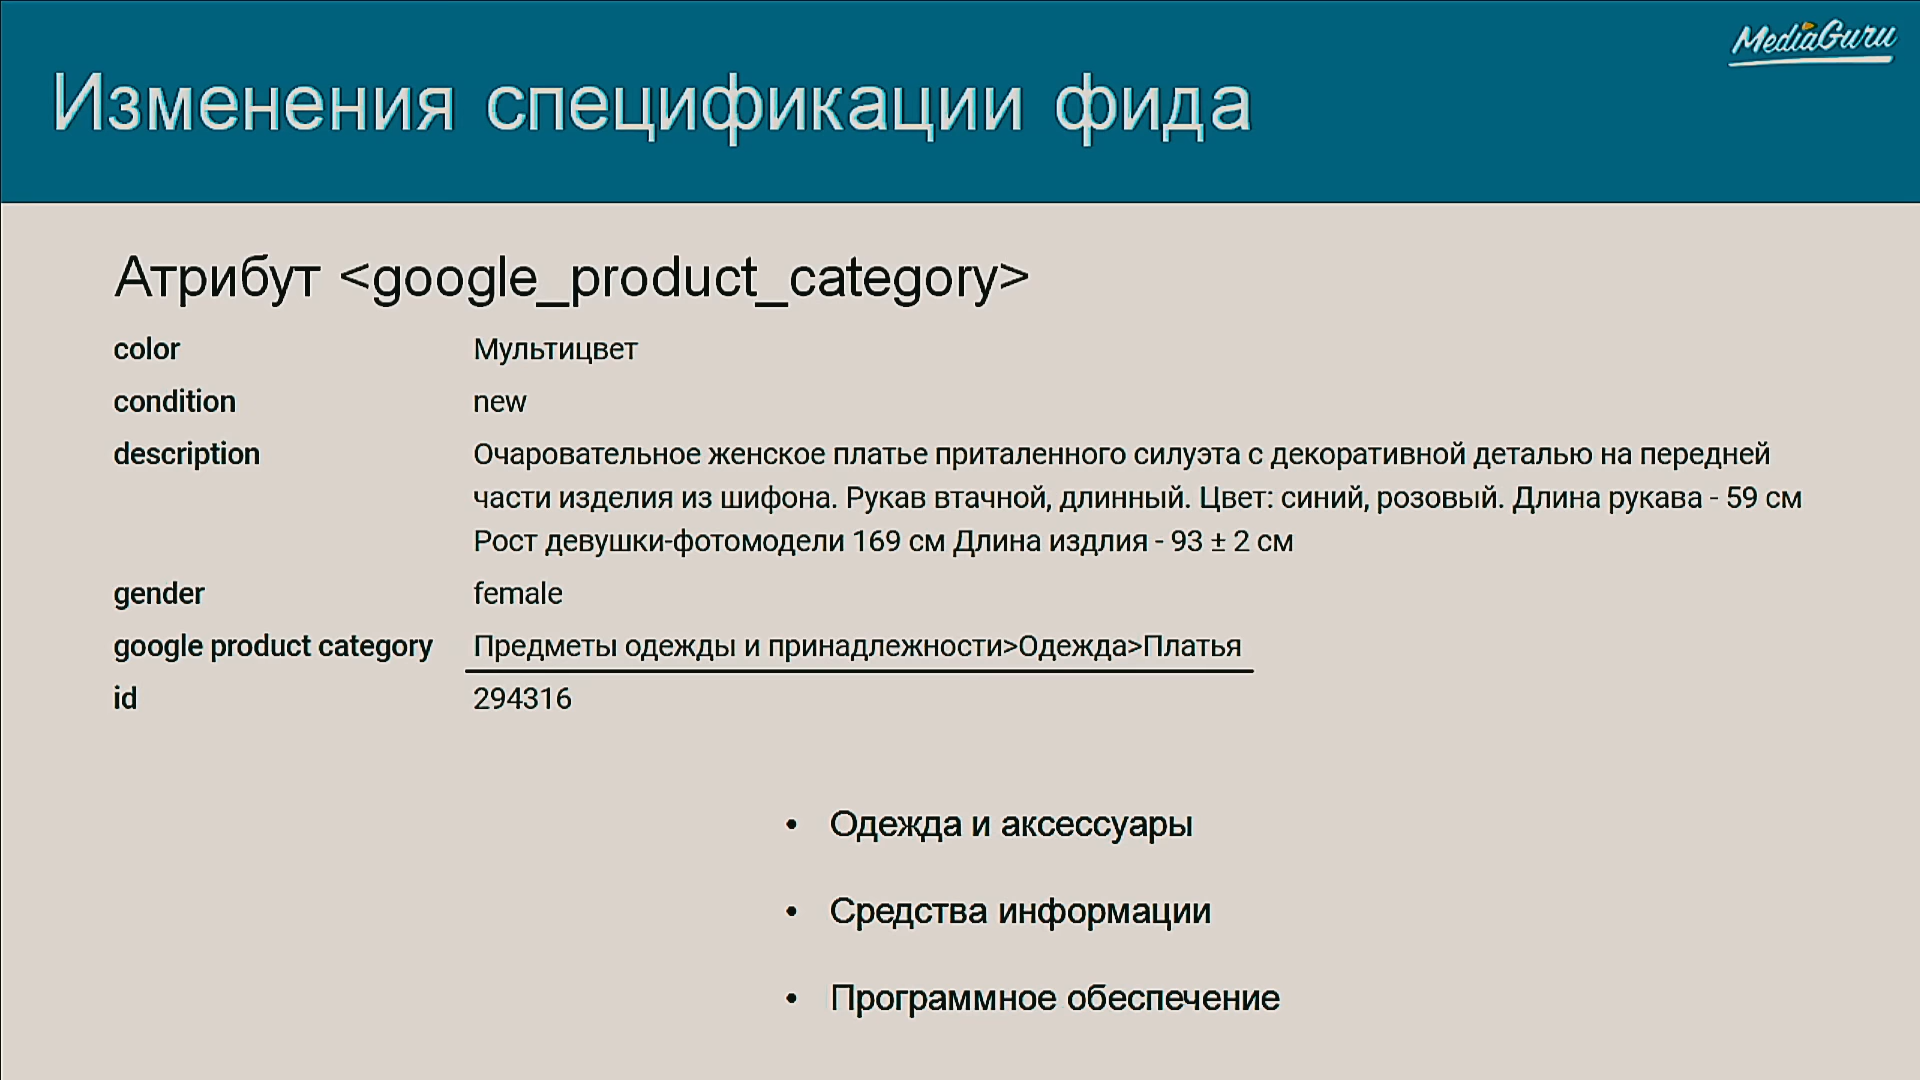 MediaGuru
Изменения спецификации фида
Атрибут <google_product_category>
color Мультицвет
condition new
description Очаровательное женское платье приталенного силуэта с декоративной деталью на передней
части изделия из шифона. Рукав втачной, длинный. Цвет: синий, розовый. Длина рукава - 59 см
Рост девушки-фотомодели 169 см Длина издлия - 93 ± 2 см
gender female
google product category Предметы одежды и принадлежности>Одежда>Платья
id 294316
• Одежда и аксессуары
• Средства информации
• Программное обеспечение